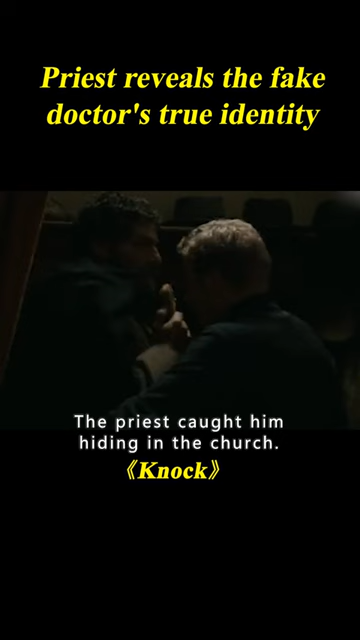 Priest reveals the fake
doctor's true identity
The priest caught him
hiding in the church.
《Knock》